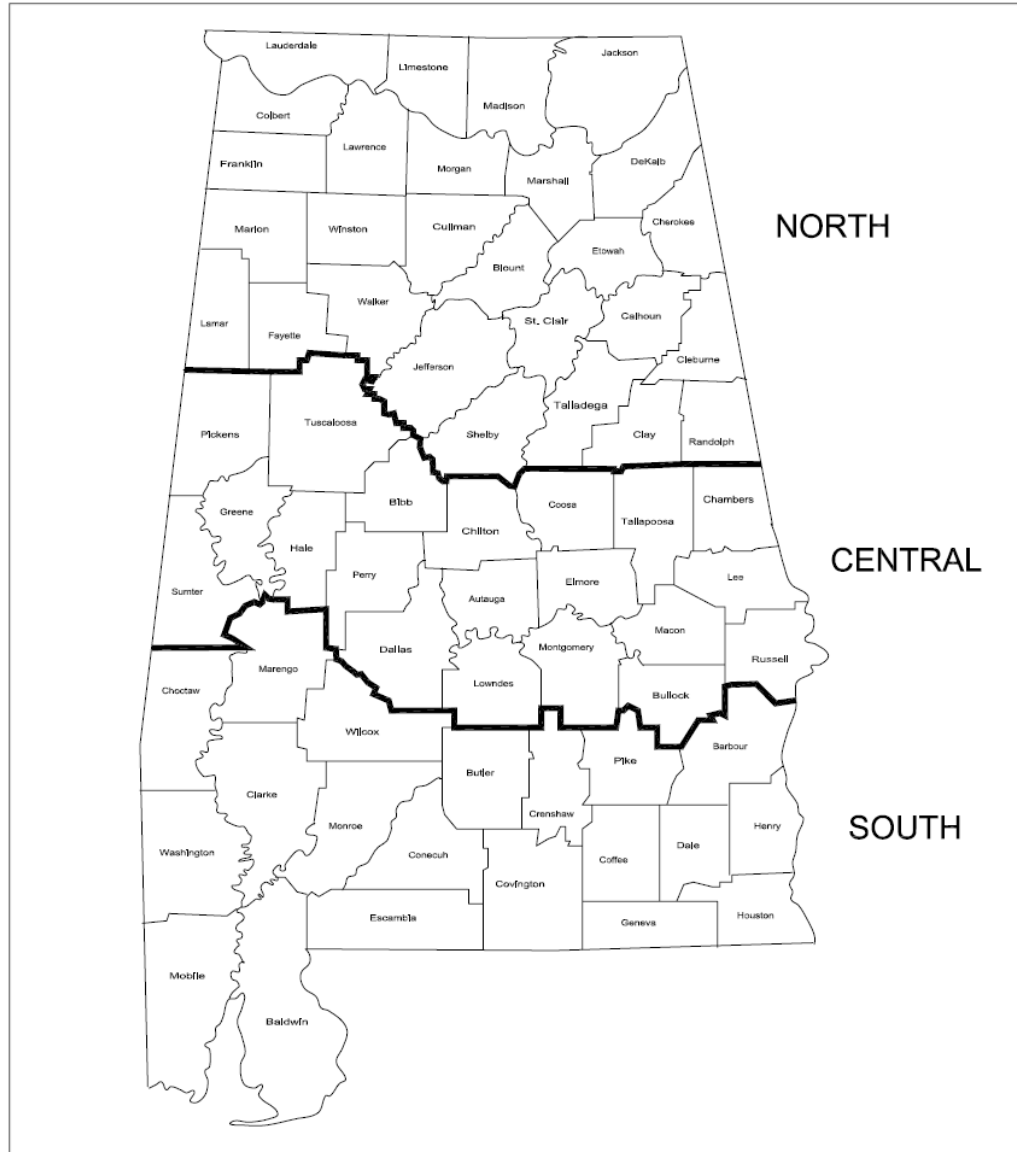 Lauderdale
Limestone
Madison
Jackson
Colbert
Lawrence
Franklin
Morgan
Marshall
DeKalb
Marion
Winston
Cullman
Cherokee
NORTH
Etowah
Blount
Walker
St. Clair
Calhoun
Lamar
Fayette
Jefferson
Cleburne
Talladega
Pickens
Tuscaloosa
Shelby
Clay
Randolph
Bibb
Chambers
Greene
Coosa
Tallapoosa
Chilton
Hale
CENTRAL
Perry
Elmore
Lee
Sumter
Autauga
Macon
Dallas
Montgomery
Russell
Marengo
Choctaw
Lowndes
Bullock
Wilcox
Barbour
Pike
Butler
Clarke
Crenshaw
Monroe
Henry
SOUTH
Washington
Conecuh
Coffee
Dale
Covington
Escambia
Geneva
Houston
Mobile
Baldwin